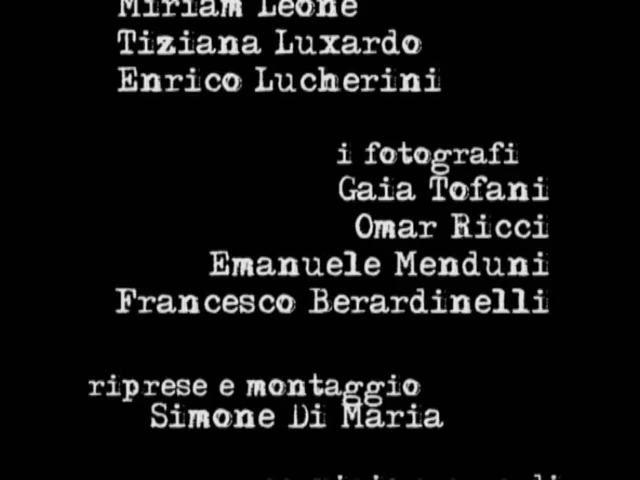 Miriam Leone
Tiziana Luxardo
Enrico Lucherini
i fotografi
Gaia Tofani
Omar Ricci
Emanuele Menduni
Francesco Berardinelli
riprese e montaggio
Simone Di Maria